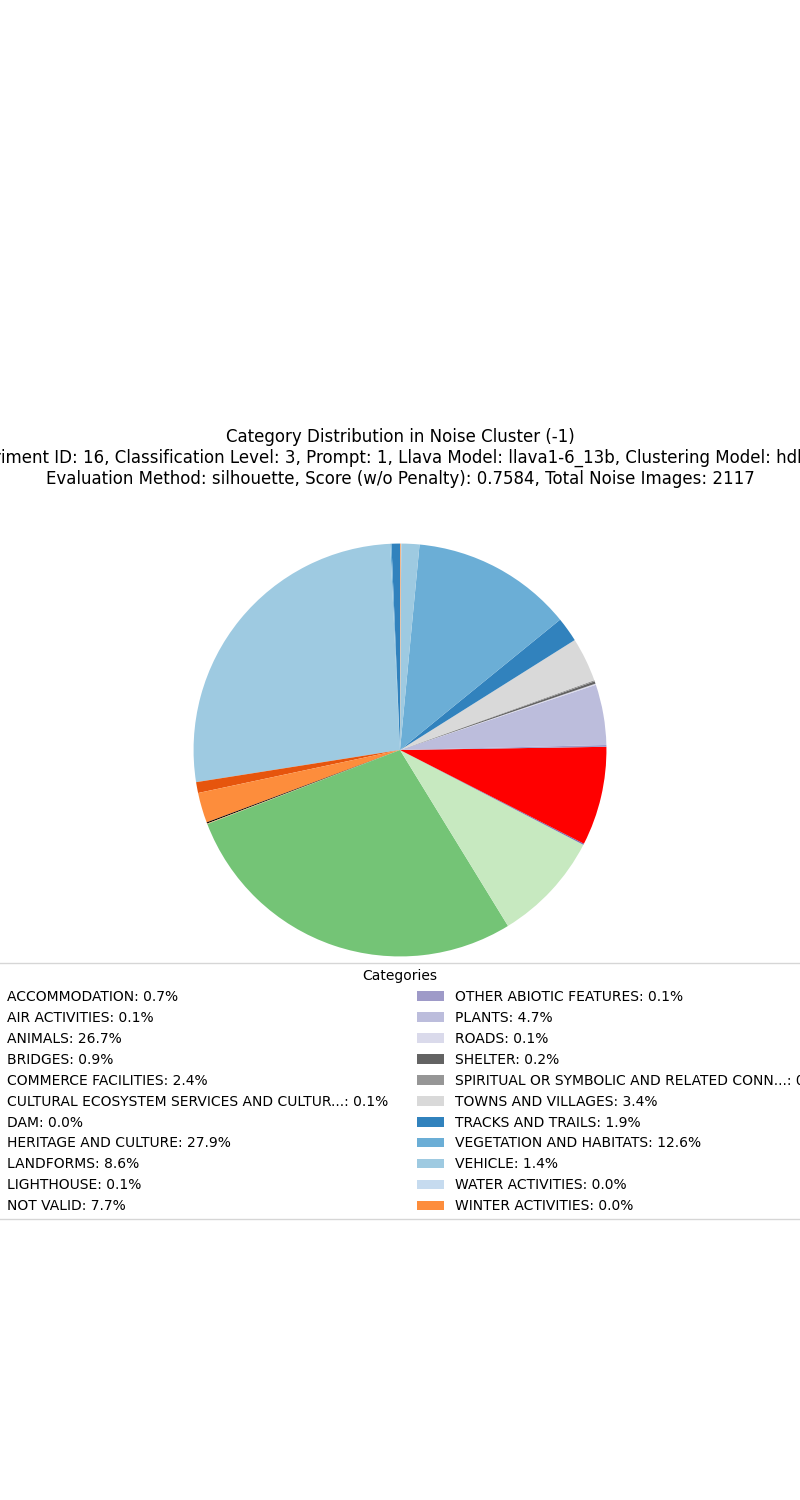 Category Distribution in Noise Cluster (-1)
riment ID: 16, Classification Level: 3, Prompt: 1, Llava Model: llava1-6_13b, Clustering Model: hdl
Evaluation Method: silhouette, Score (w/o Penalty): 0.7584, Total Noise Images: 2117
Categories
ACCOMMODATION: 0.7%
AIR ACTIVITIES: 0.1%
ANIMALS: 26.7%
BRIDGES: 0.9%
COMMERCE FACILITIES: 2.4%
CULTURAL ECOSYSTEM SERVICES AND CULTUR...: 0.1%
DAM: 0.0%
HERITAGE AND CULTURE: 27.9%
LANDFORMS: 8.6%
LIGHTHOUSE: 0.1%
NOT VALID: 7.7%
OTHER ABIOTIC FEATURES: 0.1%
PLANTS: 4.7%
ROADS: 0.1%
SHELTER: 0.2%
SPIRITUAL OR SYMBOLIC AND RELATED CONN...:
TOWNS AND VILLAGES: 3.4%
TRACKS AND TRAILS: 1.9%
VEGETATION AND HABITATS: 12.6%
VEHICLE: 1.4%
WATER ACTIVITIES: 0.0%
WINTER ACTIVITIES: 0.0%